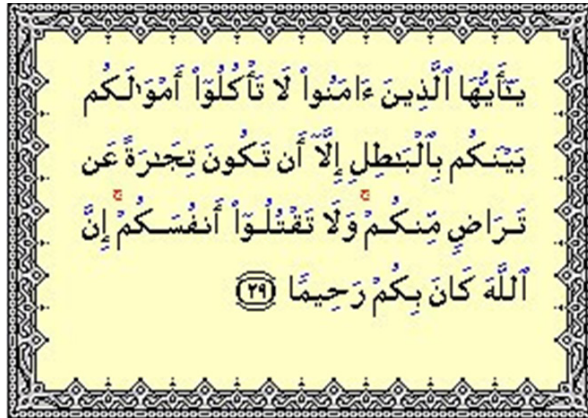 يَـٰٓأَيُّهَا ٱلَّذِينَ ءَامَنُوا۟ لَا تَأْكُلُوٓا۟ أَمْوَٰلَكُم
بَيْنَكُم بِٱلْبَـٰطِلِ إِلَّآ أَن تَكُونَ تِجَـٰرَةً عَن
تَرَاضٍ مِّنكُمْ ۚ وَلَا تَقْتُلُوٓا۟ أَنفُسَكُمْ ۚ إِنَّ
ٱللَّهَ كَانَ بِكُمْ رَحِيمًا ٢٩